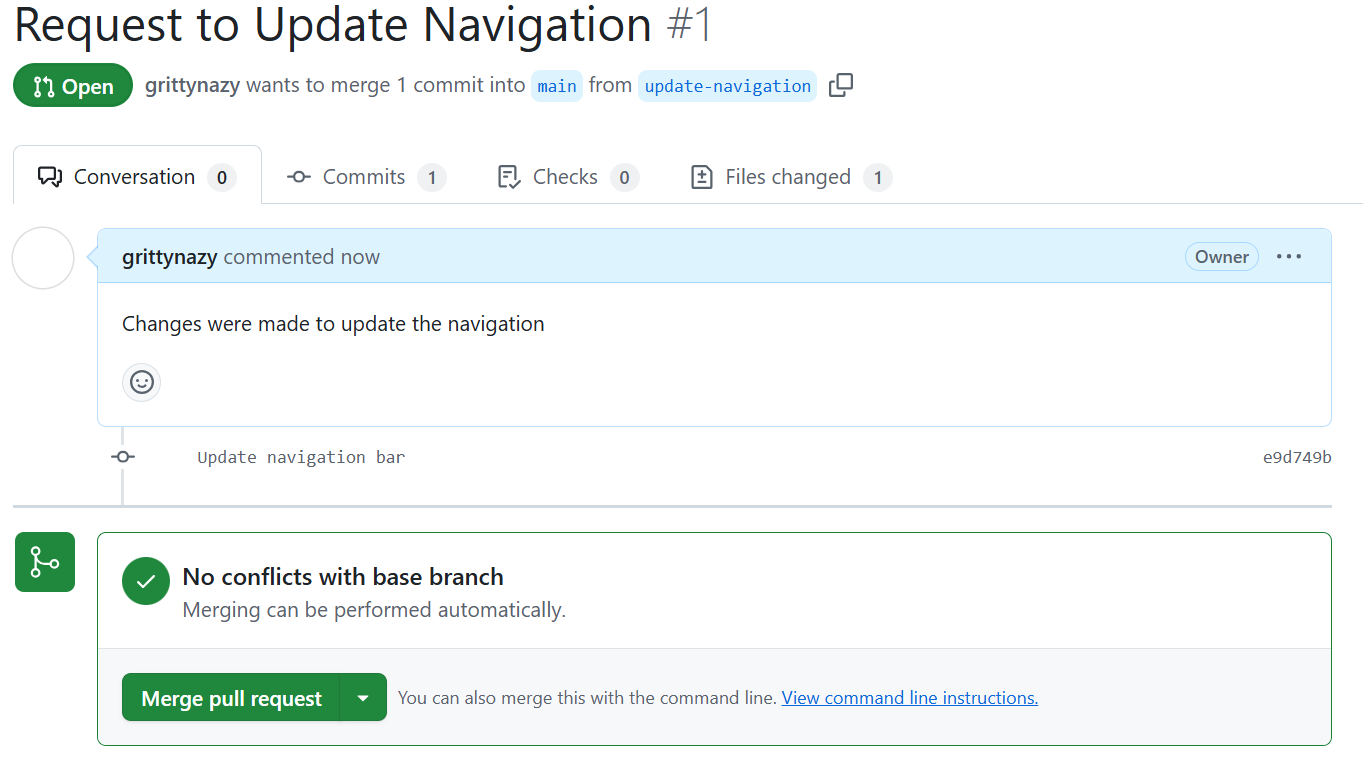 Request to Update Navigation #1
Open grittynazy wants to merge 1 commit into main from update-navigation
Conversation 0 Commits 1 Checks 0 Files changed 1
grittynazy commented now Owner
Changes were made to update the navigation
Update navigation bar e9d749b
No conflicts with base branch
Merging can be performed automatically.
Merge pull request You can also merge this with the command line. View command line instructions.